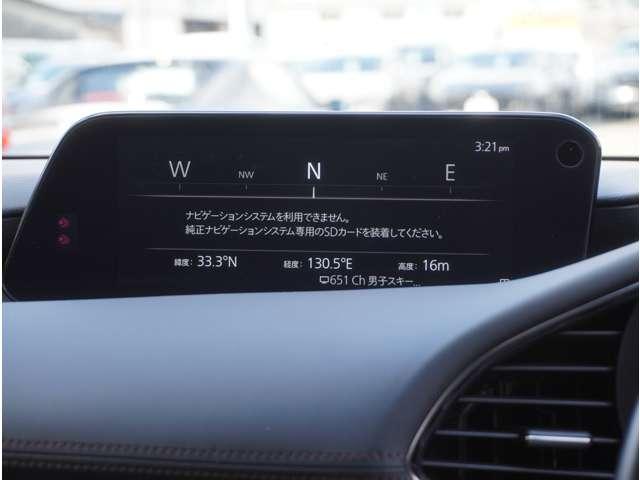 3:21pm
W NW N NE E
ナビゲーションシステムを利用できません。
純正ナビゲーションシステム専用のSDカードを装着してください。
緯度: 33.3°N 経度: 130.5°E 高度: 16m
651 Ch 男子スキー...